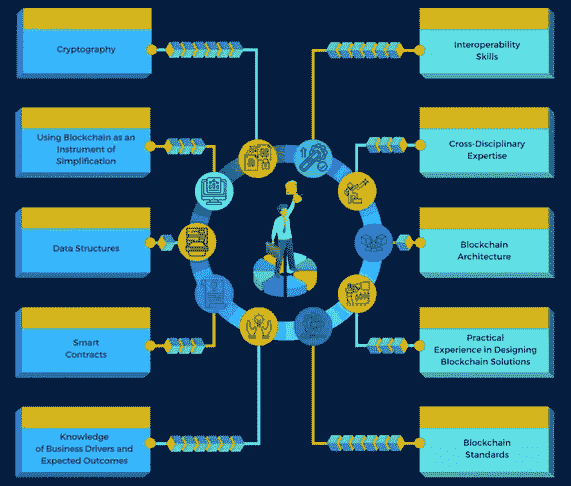 Cryptography
Using Blockchain as an
Instrument of
Simplification
Data Structures
Smart
Contracts
Knowledge
of Business Drivers and
Expected Outcomes
Interoperability
Skills
Cross-Disciplinary
Expertise
Blockchain
Architecture
Practical
Experience in Designing
Blockchain Solutions
Blockchain
Standards